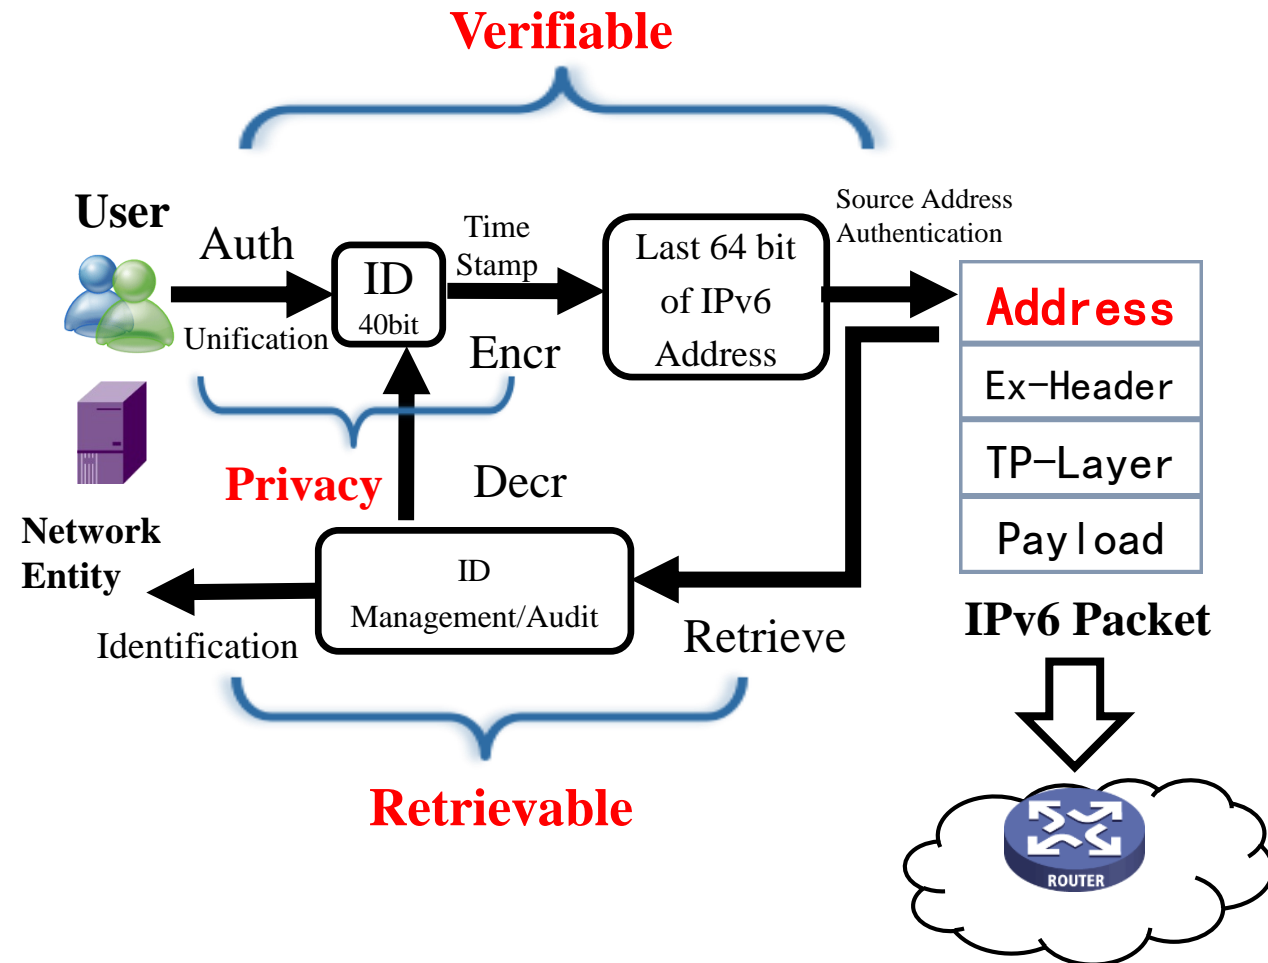 Verifiable
User
Auth
Unification
ID
40bit
Time
Stamp
Encr
Last 64 bit
of IPv6
Address
Source Address
Authentication
Address
Ex-Header
TP-Layer
Payload
IPv6 Packet
Privacy
Decr
Network
Entity
Identification
ID
Management/Audit
Retrieve
Retrievable
ROUTER